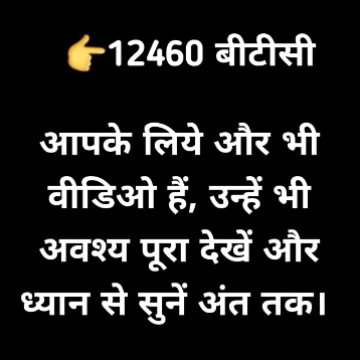 👉12460 बीटीसी
आपके लिये और भी
वीडिओ हैं, उन्हें भी
अवश्य पूरा देखें और
ध्यान से सुनें अंत तक।